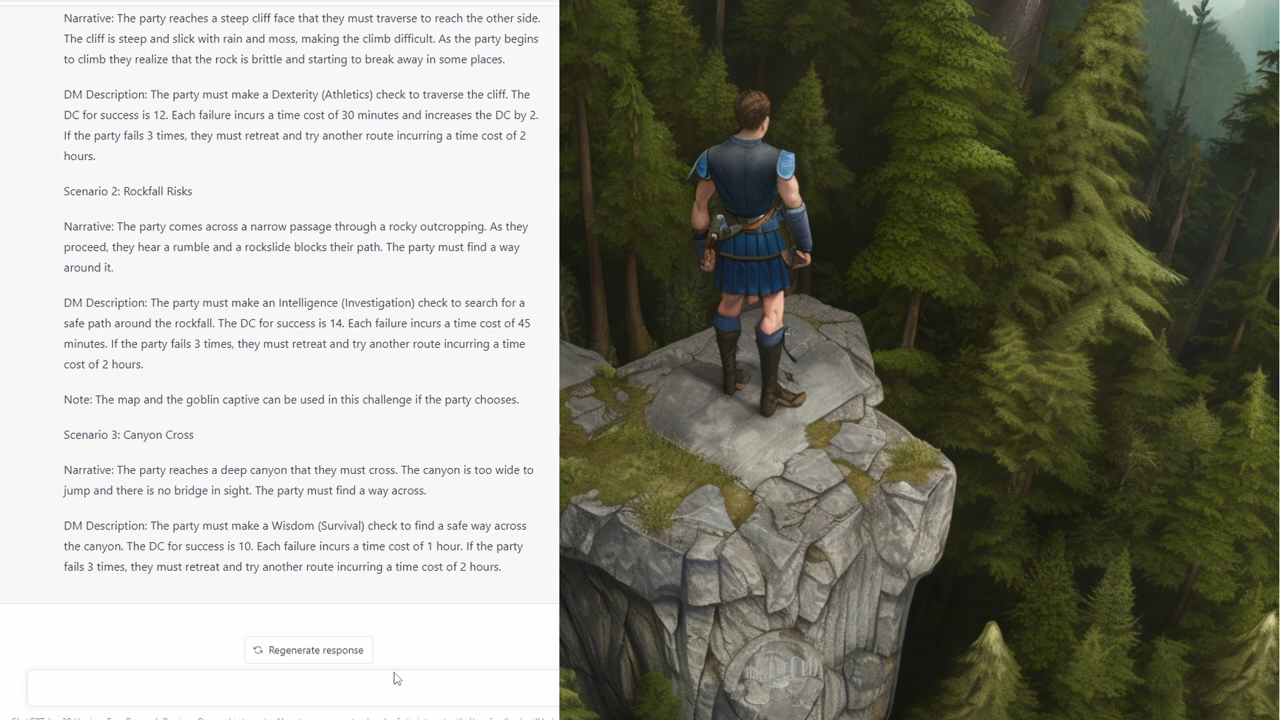 Narrative: The party reaches a steep cliff face that they must traverse to reach the other side.
The cliff is steep and slick with rain and moss, making the climb difficult. As the party begins
to climb they realize that the rock is brittle and starting to break away in some places.
DM Description: The party must make a Dexterity (Athletics) check to traverse the cliff. The
DC for success is 12. Each failure incurs a time cost of 30 minutes and increases the DC by 2.
If the party fails 3 times, they must retreat and try another route incurring a time cost of 2
hours.
Scenario 2: Rockfall Risks
Narrative: The party comes across a narrow passage through a rocky outcropping. As they
proceed, they hear a rumble and a rockslide blocks their path. The party must find a way
around it.
DM Description: The party must make an Intelligence (Investigation) check to search for a
safe path around the rockfall. The DC for success is 14. Each failure incurs a time cost of 45
minutes. If the party fails 3 times, they must retreat and try another route incurring a time
cost of 2 hours.
Note: The map and the goblin captive can be used in this challenge if the party chooses.
Scenario 3: Canyon Cross
Narrative: The party reaches a deep canyon that they must cross. The canyon is too wide to
jump and there is no bridge in sight. The party must find a way across.
DM Description: The party must make a Wisdom (Survival) check to find a safe way across
the canyon. The DC for success is 10. Each failure incurs a time cost of 1 hour. If the party
fails 3 times, they must retreat and try another route incurring a time cost of 2 hours.
Regenerate response